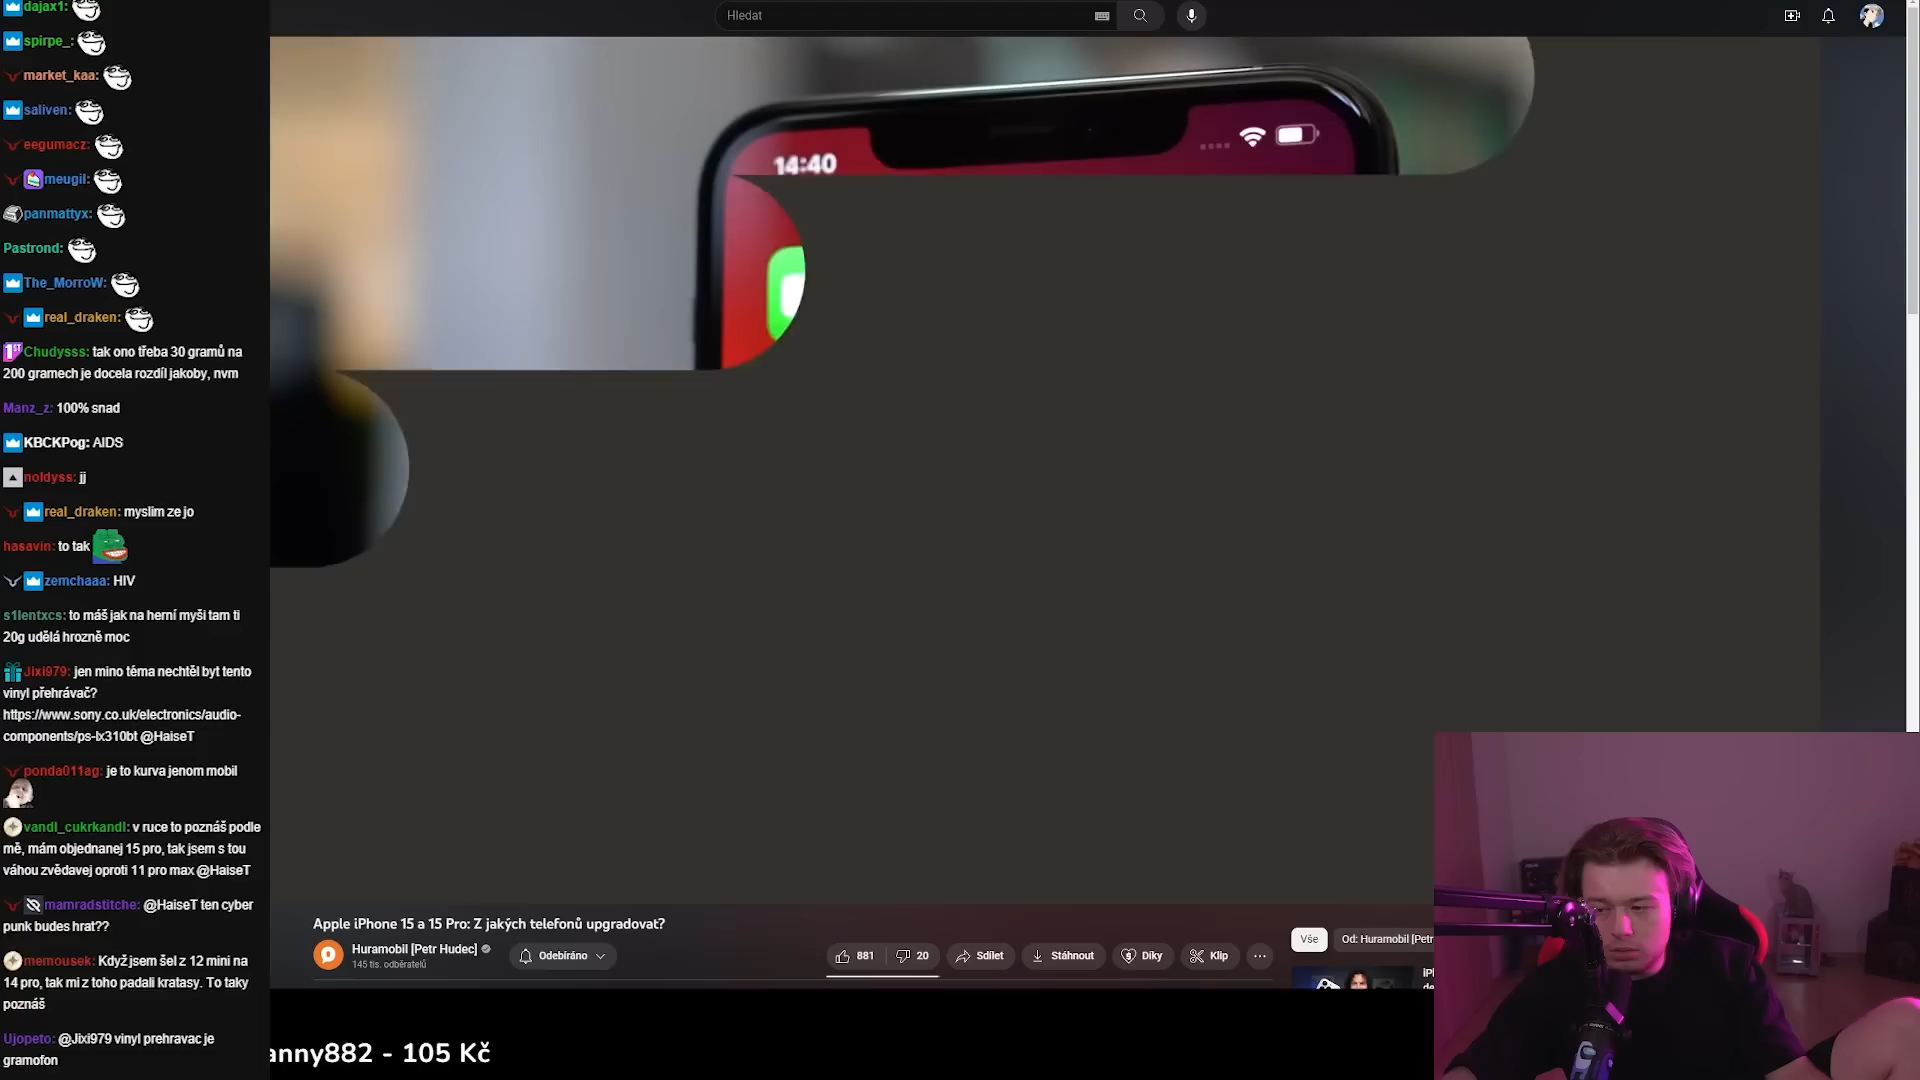 dajax1:
spirpe_:
market_kaa:
saliven:
eegumacz:
meugil:
panmattyx:
Pastrond:
The_MorroW:
real_draken:
1ST Chudysss: tak ono třeba 30 gramů na
200 gramech je docela rozdíl jakoby, nvm
Manz_z: 100% snad
KBCKPog: AIDS
noldyss: jj
real_draken: myslim ze jo
hasavin: to tak
zemchaaa: HIV
s1lentxcs: to máš jak na herní myši tam ti
20g udělá hrozně moc
Jixi979: jen mino téma nechtěl byt tento
vinyl přehrávač?
https://www.sony.co.uk/electronics/audio-
components/ps-lx310bt @HaiseT
ponda011ag: je to kurva jenom mobil
vandl_cukrkandl: v ruce to poznáš podle
mě, mám objednanej 15 pro, tak jsem s tou
váhou zvědavej oproti 11 pro max @HaiseT
mamradstitche: @HaiseT ten cyber
punk budes hrat??
memousek: Když jsem šel z 12 mini na
14 pro, tak mi z toho padali kratasy. To taky
poznáš
Ujopeto: @Jixi979 vinyl prehravac je
gramofon
Hledat
14:40
Apple iPhone 15 a 15 Pro: Z jakých telefonů upgradovat?
Huramobil [Petr Hudec]
145 tis. odběratelů
Odebíráno
881
20
Sdílet
Stáhnout
Díky
Klip
Vše
Od: Huramobil [Petr
anny882 - 105 Kč